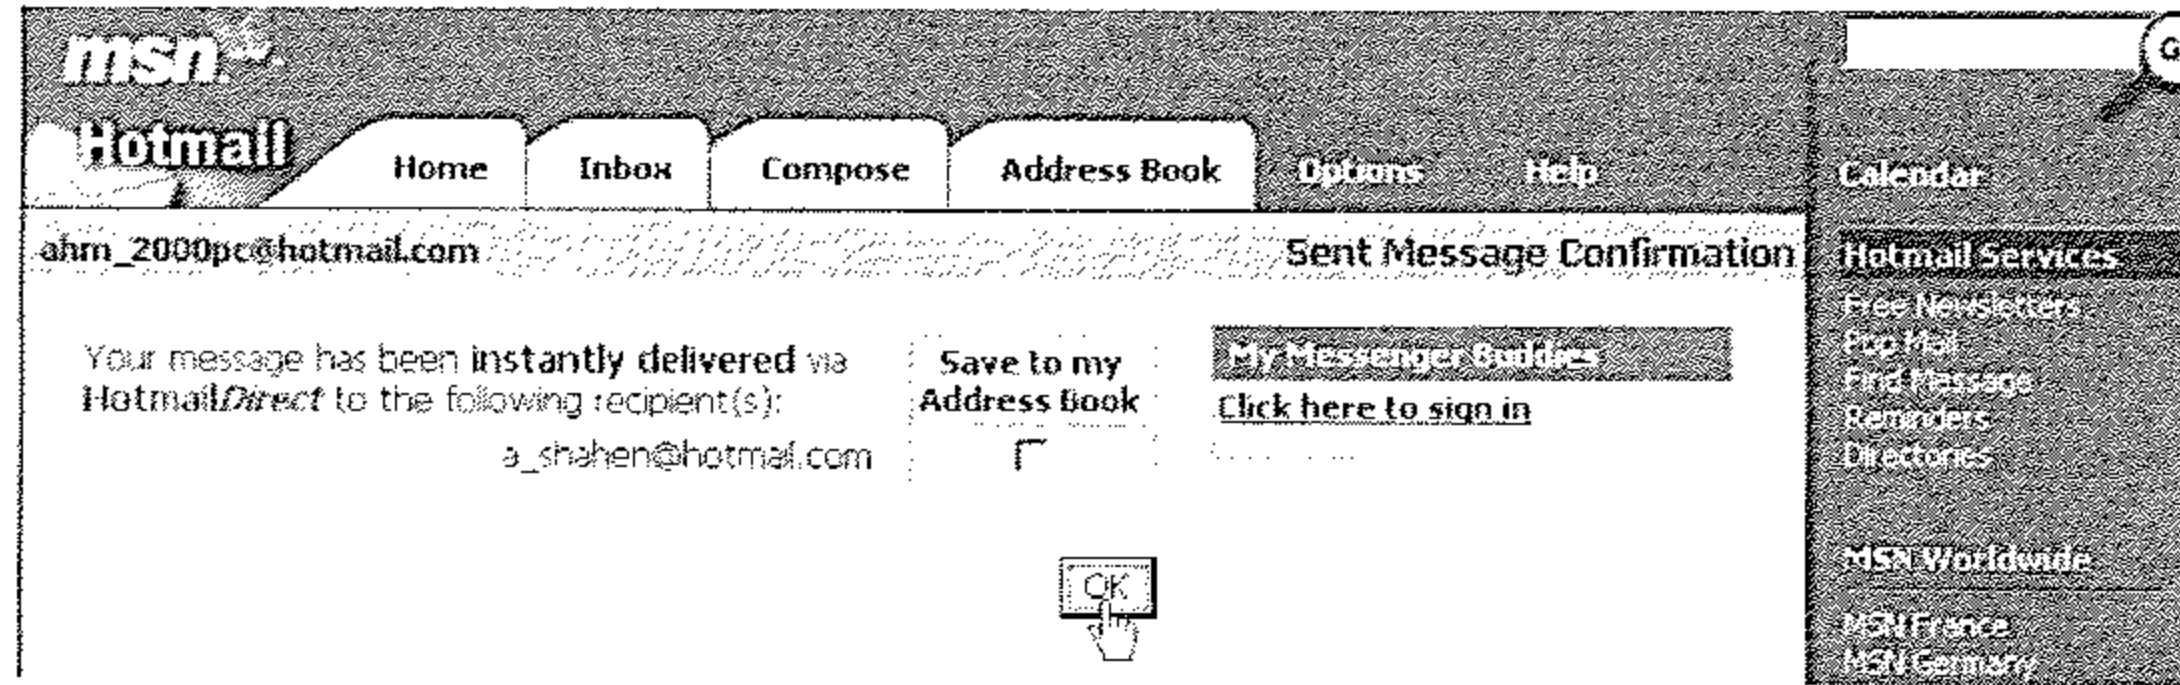 msn.
Hotmail
Home
Inbox
Compose
Address Book
Options
Help
Calendar
ahm_2000pc@hotmail.com
Sent Message Confirmation
Hotmail Services
Free Newsletters
Pop Mail
Find Message
Reminders
Directories
Your message has been instantly delivered via
HotmailDirect to the following recipient(s):
a_shahen@hotmail.com
Save to my
Address Book
My Messenger Buddies
Click here to sign in
OK
MSN Worldwide
MSN France
MSN Germany